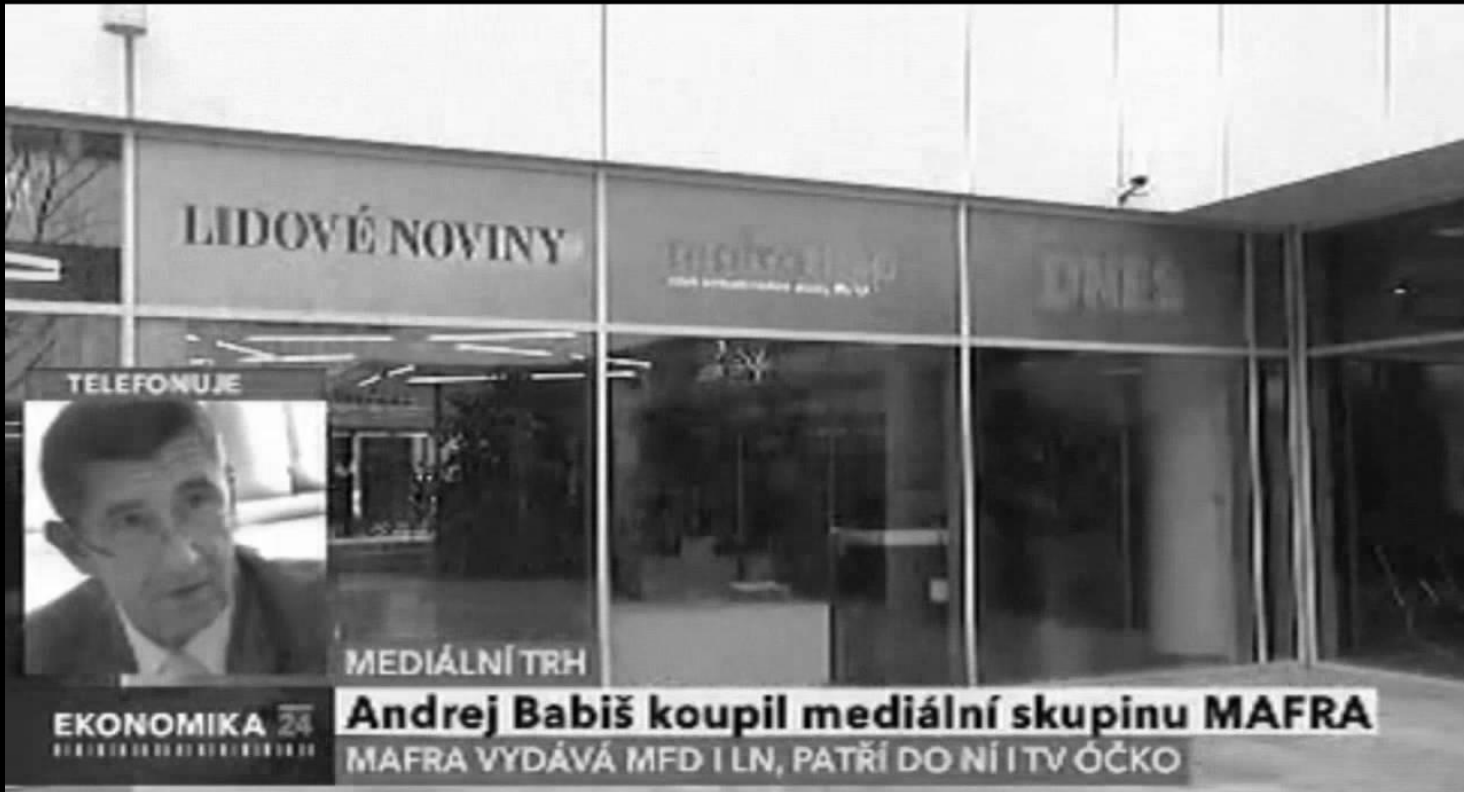 LIDOVÉ NOVINY
DNES
TELEFONUJE
MEDIÁLNÍ TRH
EKONOMIKA 24
Andrej Babiš koupil mediální skupinu MAFRA
MAFRA VYDÁVÁ MFD I LN, PATŘÍ DO NÍ I TV ÓČKO